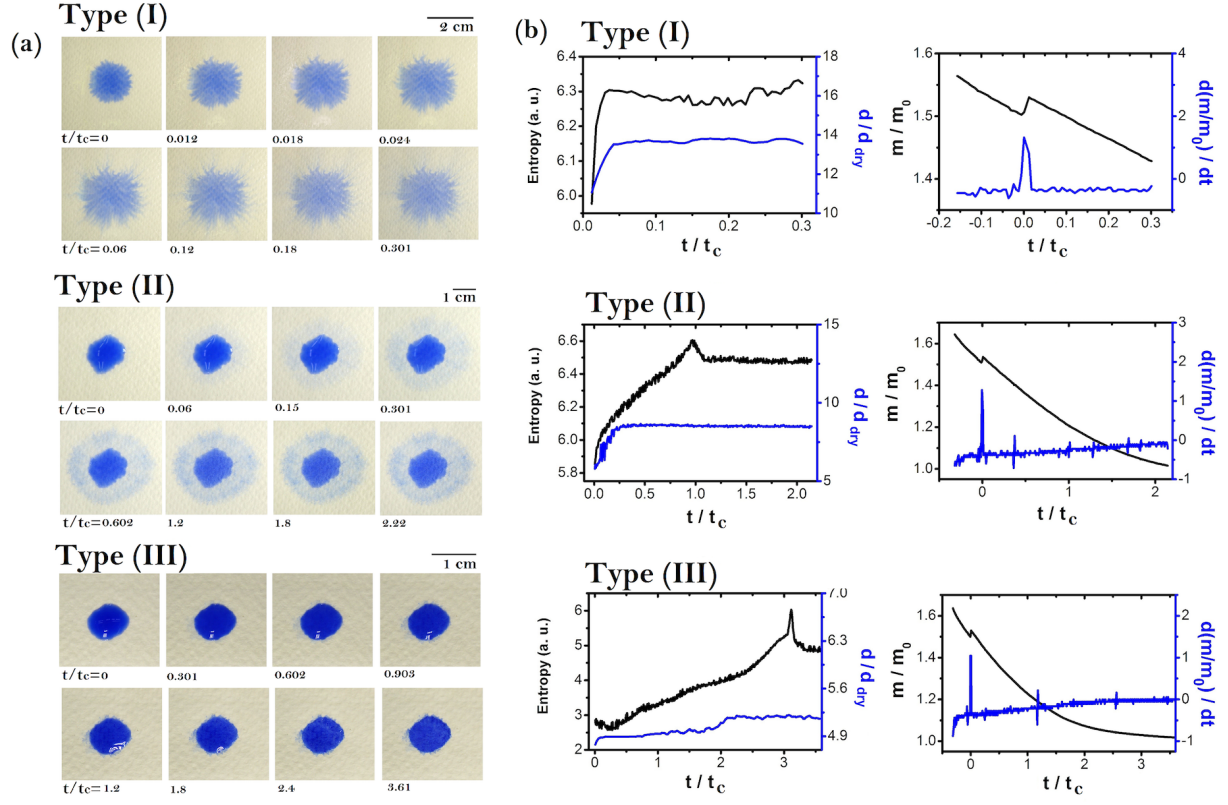 (a)
Type (I)
2 cm
t/tc=0
0.012
0.018
0.024
t/tc= 0.06
0.12
0.18
0.301
Type (II)
1 cm
t/tc=0
0.06
0.15
0.301
t/tc=0.602
1.2
1.8
2.22
Type (III)
1 cm
t/tc=0
0.301
0.602
0.903
t/tc=1.2
1.8
2.4
3.61
(b)
Type (I)
Entropy (a. u.)
6.4
6.3
6.2
6.1
6.0
0.0 0.1 0.2 0.3
t / tc
18
16
14
12
10
d / d dry
m / m0
1.6
1.5
1.4
-0.2 -0.1 0.0 0.1 0.2 0.3
t / tc
4
2
0
d(m/m0) / dt
Type (II)
Entropy (a. u.)
6.6
6.4
6.2
6.0
5.8
0.0 0.5 1.0 1.5 2.0
t / tc
15
13
10
8
5
d / d dry
m / m0
1.6
1.4
1.2
1.0
0 1 2
t / tc
3
2
1
0
-1
d(m/m0) / dt
Type (III)
Entropy (a. u.)
6
5
4
3
2
0 1 2 3
t / tc
7.0
6.3
5.6
4.9
d / d dry
m / m0
1.6
1.4
1.2
1.0
0 1 2 3
t / tc
2
1
0
-1
d(m/m0) / dt